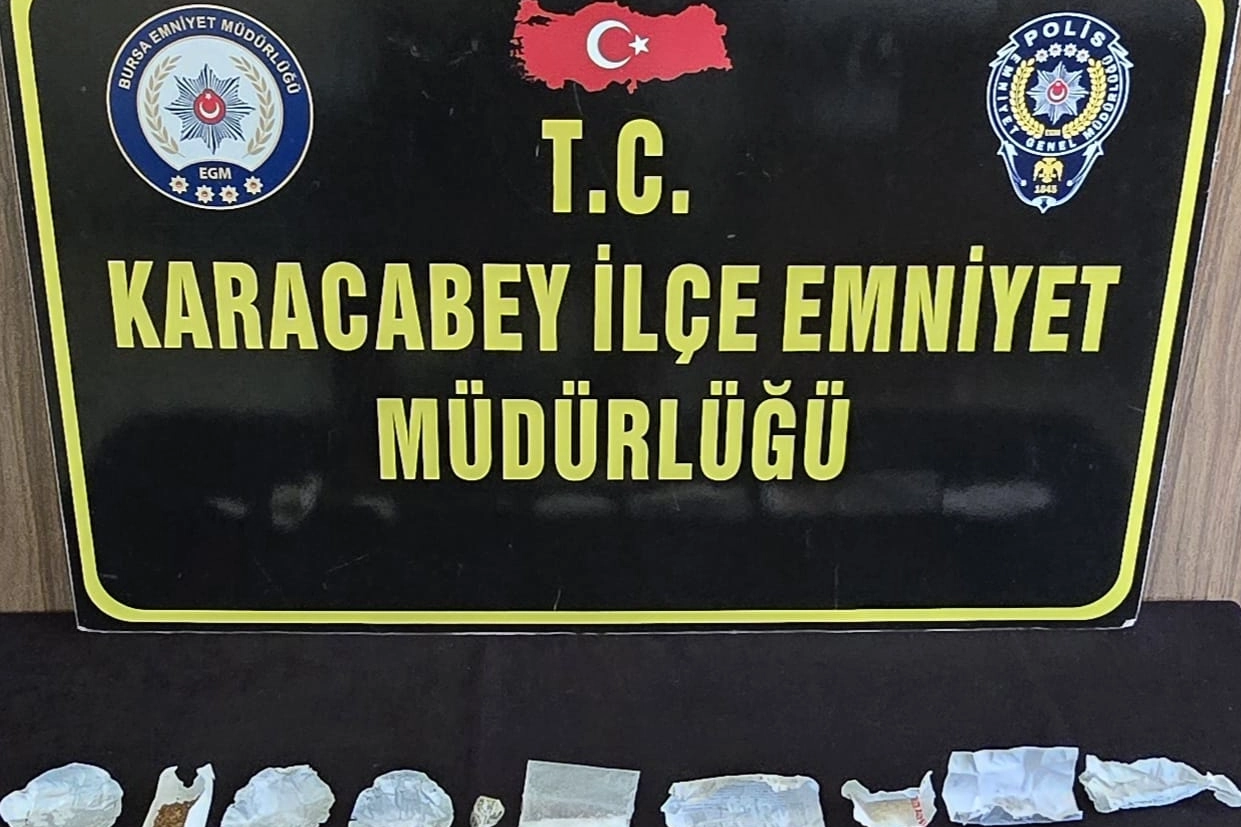 BURSA EMNİYET MÜDÜRLÜĞÜ
EGM
POLİS
EMNİYET GENEL MÜDÜRLÜĞÜ
1845
T.C.
KARACABEY İLÇE EMNİYET
MÜDÜRLÜĞÜ